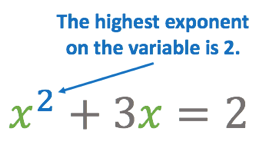 The highest exponent
on the variable is 2.
x² + 3x = 2